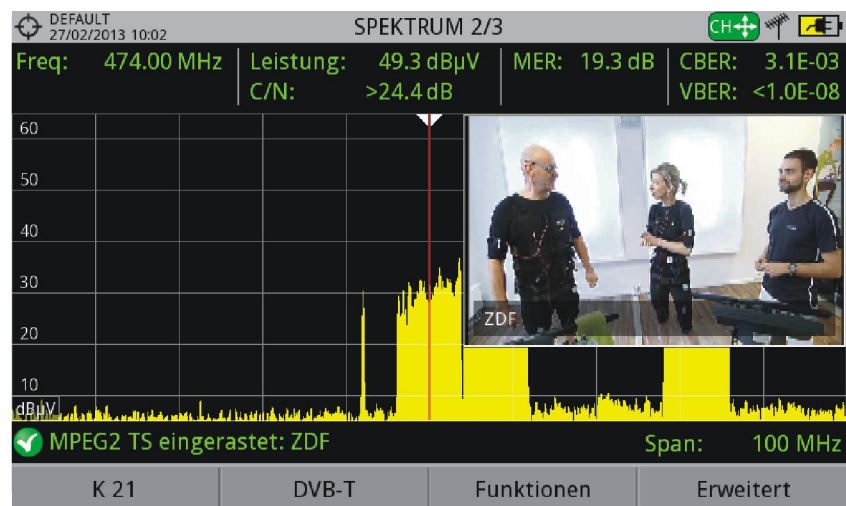 DEFAULT
27/02/2013 10:02
SPEKTRUM 2/3
CH
Freq: 474.00 MHz
Leistung: 49.3 dBµV
C/N: >24.4 dB
MER: 19.3 dB
CBER: 3.1E-03
VBER: <1.0E-08
60
50
40
30
20
10
dBµV
ZDF
MPEG2 TS eingerastet: ZDF
Span: 100 MHz
K 21
DVB-T
Funktionen
Erweitert